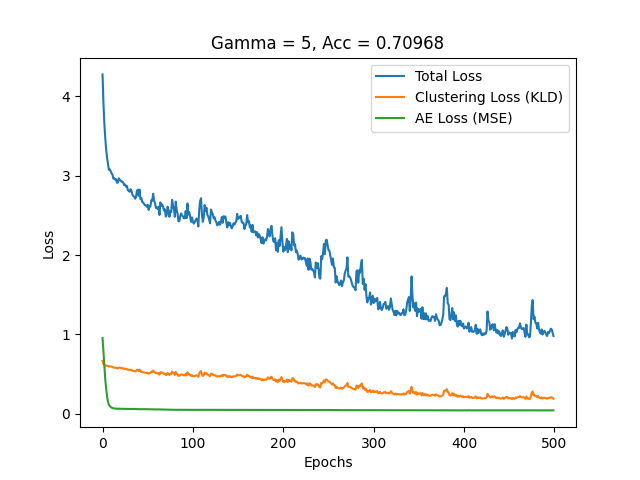 Gamma = 5, Acc = 0.70968
Total Loss
Clustering Loss (KLD)
AE Loss (MSE)
Loss
4
3
2
1
0
0 100 200 300 400 500
Epochs